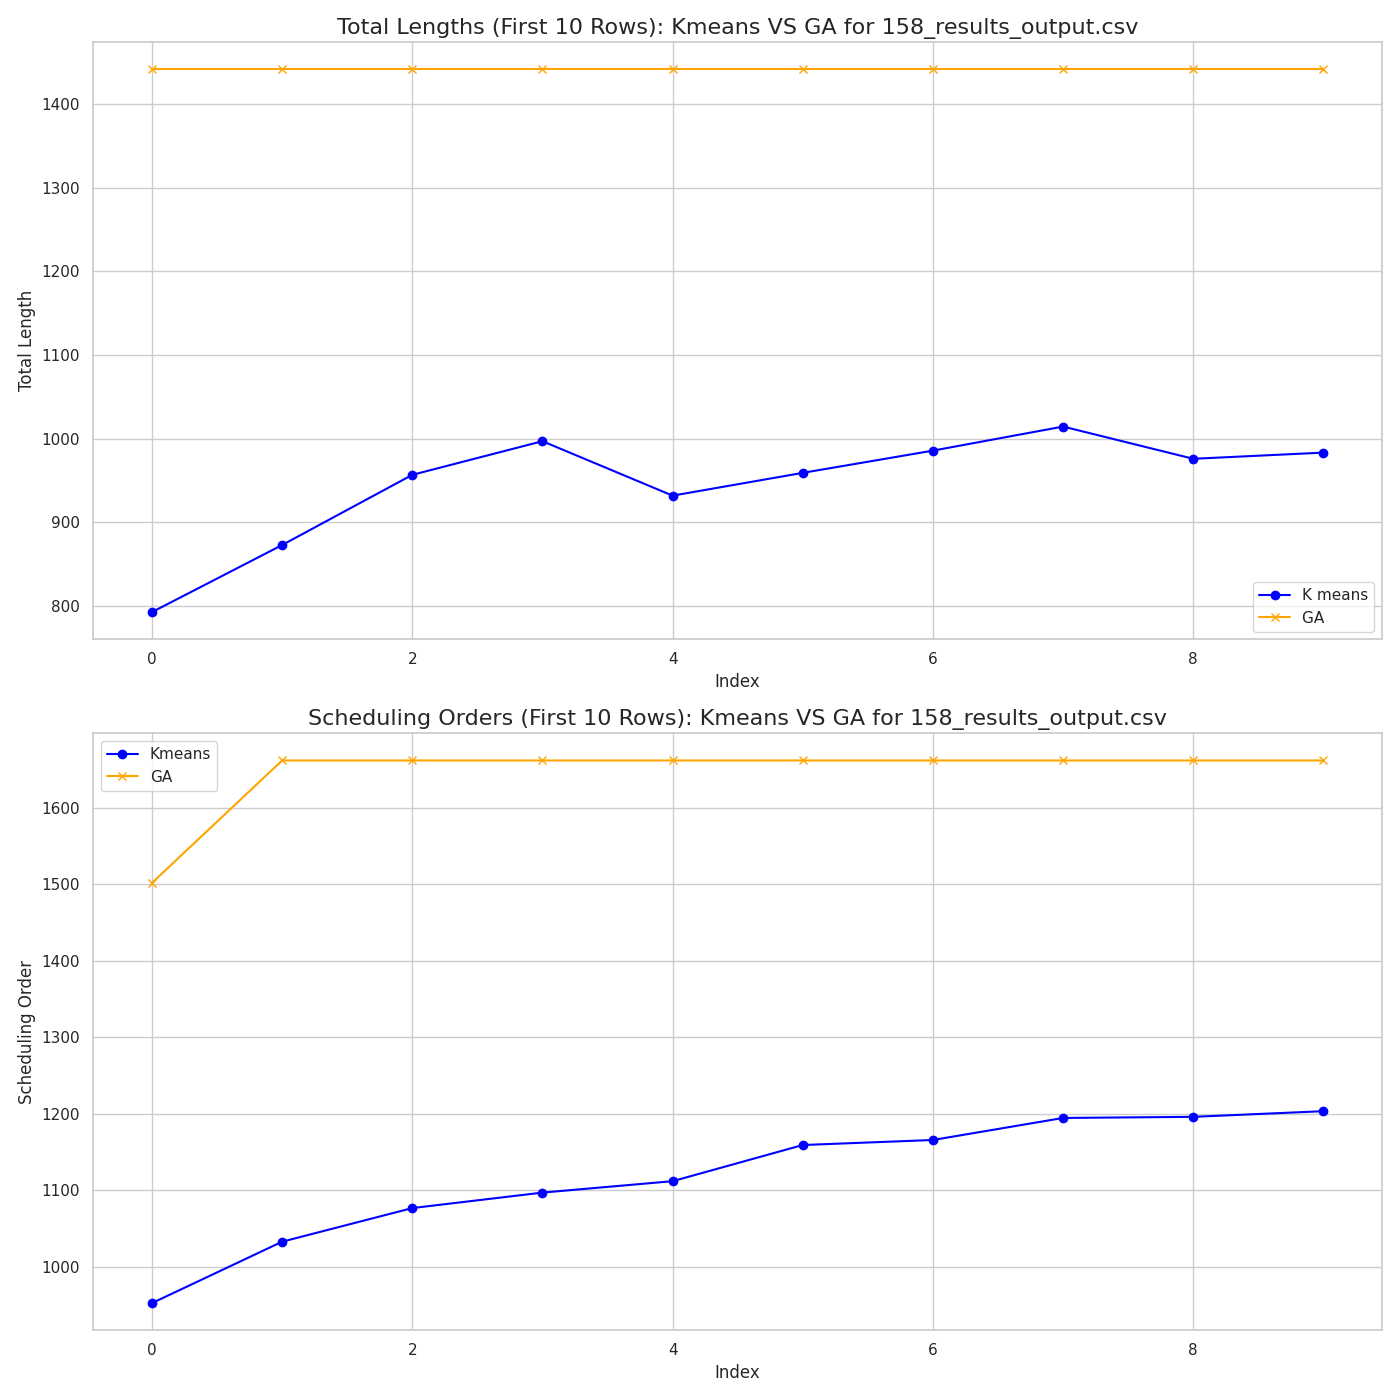 Total Lengths (First 10 Rows): Kmeans VS GA for 158_results_output.csv
Total Length
1400
1300
1200
1100
1000
900
800
K means
GA
0 2 4 6 8
Index
Scheduling Orders (First 10 Rows): Kmeans VS GA for 158_results_output.csv
Kmeans
GA
Scheduling Order
1600
1500
1400
1300
1200
1100
1000
0 2 4 6 8
Index